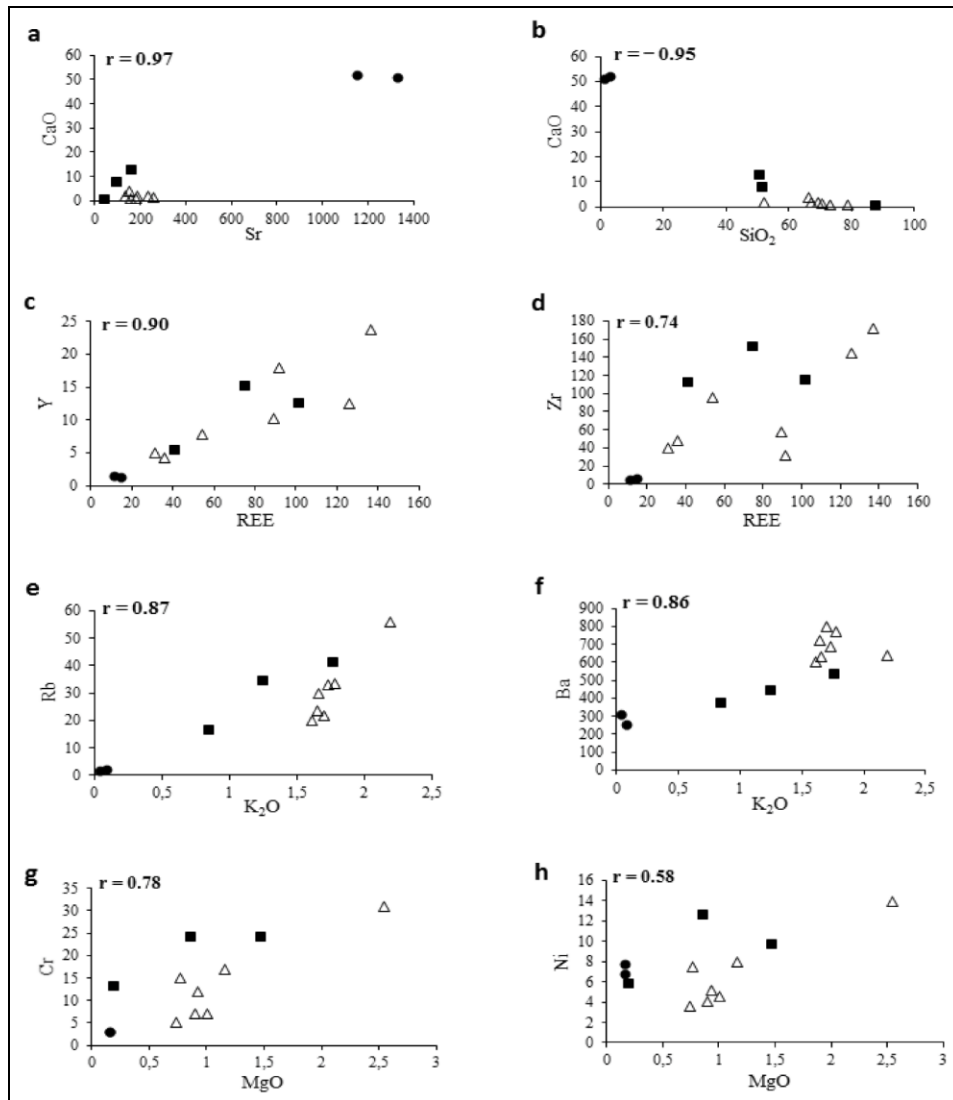 a
r = 0.97
60
50
40
30
20
10
0
CaO
0 200 400 600 800 1000 1200 1400
Sr
b
r = − 0.95
60
50
40
30
20
10
0
CaO
0 20 40 60 80 100
SiO₂
c
r = 0.90
25
20
15
10
5
0
Y
0 20 40 60 80 100 120 140 160
REE
d
r = 0.74
180
160
140
120
100
80
60
40
20
0
Zr
0 20 40 60 80 100 120 140 160
REE
e
r = 0.87
60
50
40
30
20
10
0
Rb
0 0,5 1 1,5 2 2,5
K₂O
f
r = 0.86
900
800
700
600
500
400
300
200
100
0
Ba
0 0,5 1 1,5 2 2,5
K₂O
g
r = 0.78
35
30
25
20
15
10
5
0
Cr
0 0,5 1 1,5 2 2,5 3
MgO
h
r = 0.58
16
14
12
10
8
6
4
2
0
Ni
0 0,5 1 1,5 2 2,5 3
MgO